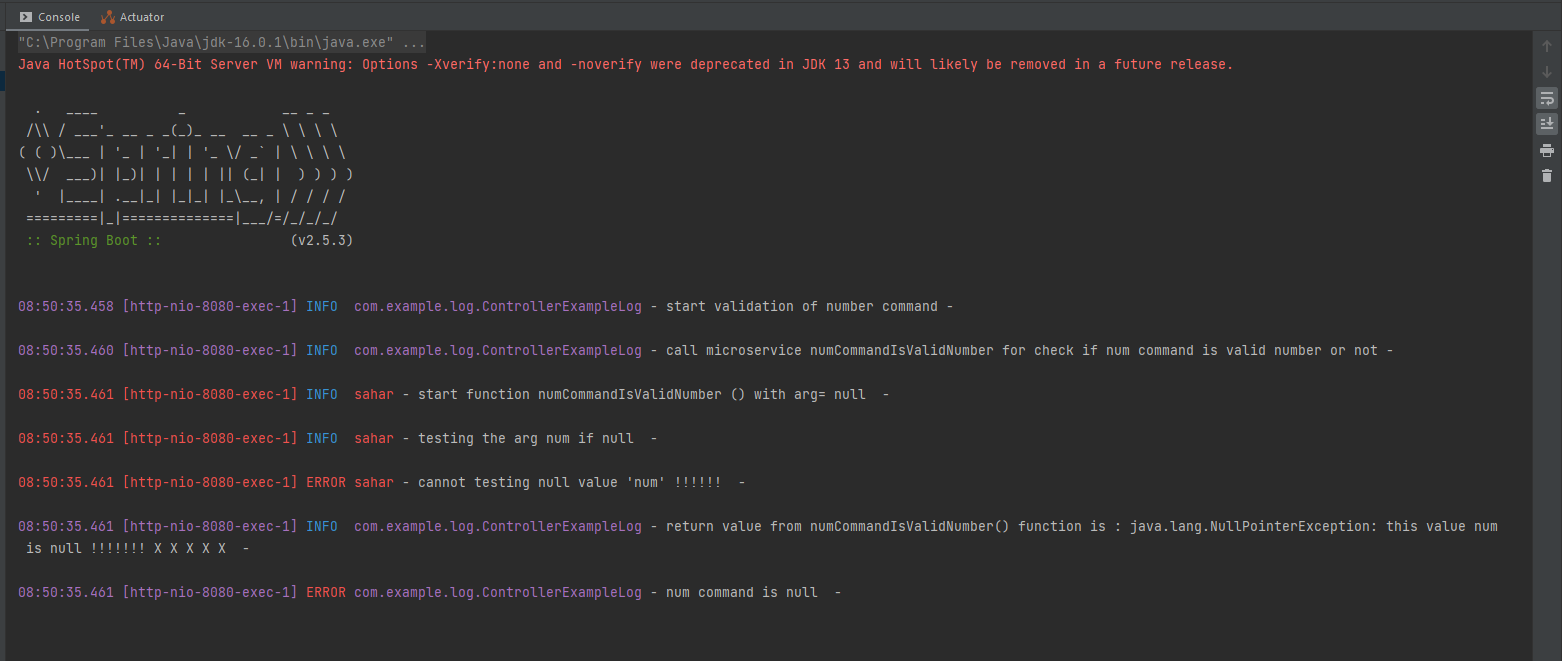 Console Actuator
"C:\Program Files\Java\jdk-16.0.1\bin\java.exe" ...
Java HotSpot(TM) 64-Bit Server VM warning: Options -Xverify:none and -noverify were deprecated in JDK 13 and will likely be removed in a future release.
  .   ____          _            __ _ _
 /\\ / ___'_ __ _ _(_)_ __  __ _ \ \ \ \
( ( )\___ | '_ | '_| | '_ \/ _` | \ \ \ \
 \\/  ___)| |_)| | | | | || (_| |  ) ) ) )
  '  |____| .__|_| |_|_| |_\__, | / / / /
 =========|_|==============|___/=/_/_/_/
 :: Spring Boot ::                (v2.5.3)
08:50:35.458 [http-nio-8080-exec-1] INFO  com.example.log.ControllerExampleLog - start validation of number command -
08:50:35.460 [http-nio-8080-exec-1] INFO  com.example.log.ControllerExampleLog - call microservice numCommandIsValidNumber for check if num command is valid number or not -
08:50:35.461 [http-nio-8080-exec-1] INFO  sahar - start function numCommandIsValidNumber () with arg= null  -
08:50:35.461 [http-nio-8080-exec-1] INFO  sahar - testing the arg num if null  -
08:50:35.461 [http-nio-8080-exec-1] ERROR sahar - cannot testing null value 'num' !!!!!!  -
08:50:35.461 [http-nio-8080-exec-1] INFO  com.example.log.ControllerExampleLog - return value from numCommandIsValidNumber() function is : java.lang.NullPointerException: this value num
 is null !!!!!!! X X X X X  -
08:50:35.461 [http-nio-8080-exec-1] ERROR com.example.log.ControllerExampleLog - num command is null  -